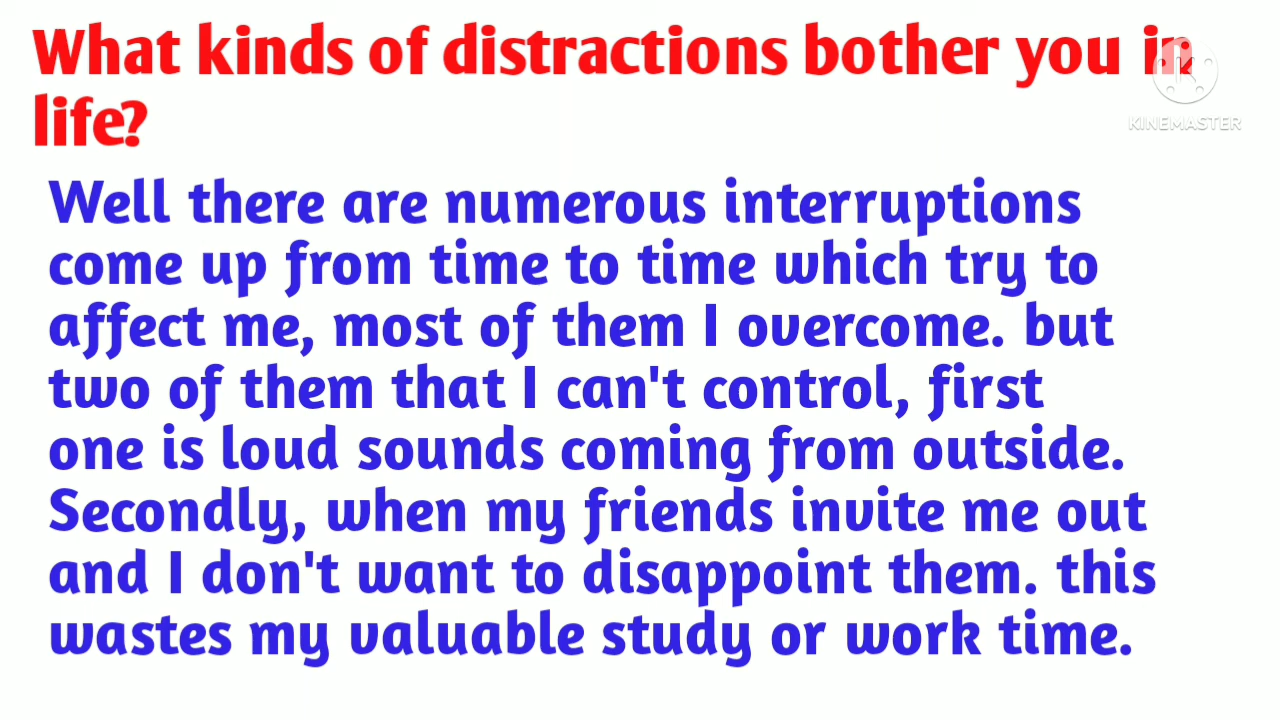 What kinds of distractions bother you in
life?
KINEMASTER
Well there are numerous interruptions
come up from time to time which try to
affect me, most of them I overcome. but
two of them that I can't control, first
one is loud sounds coming from outside.
Secondly, when my friends invite me out
and I don't want to disappoint them. this
wastes my valuable study or work time.